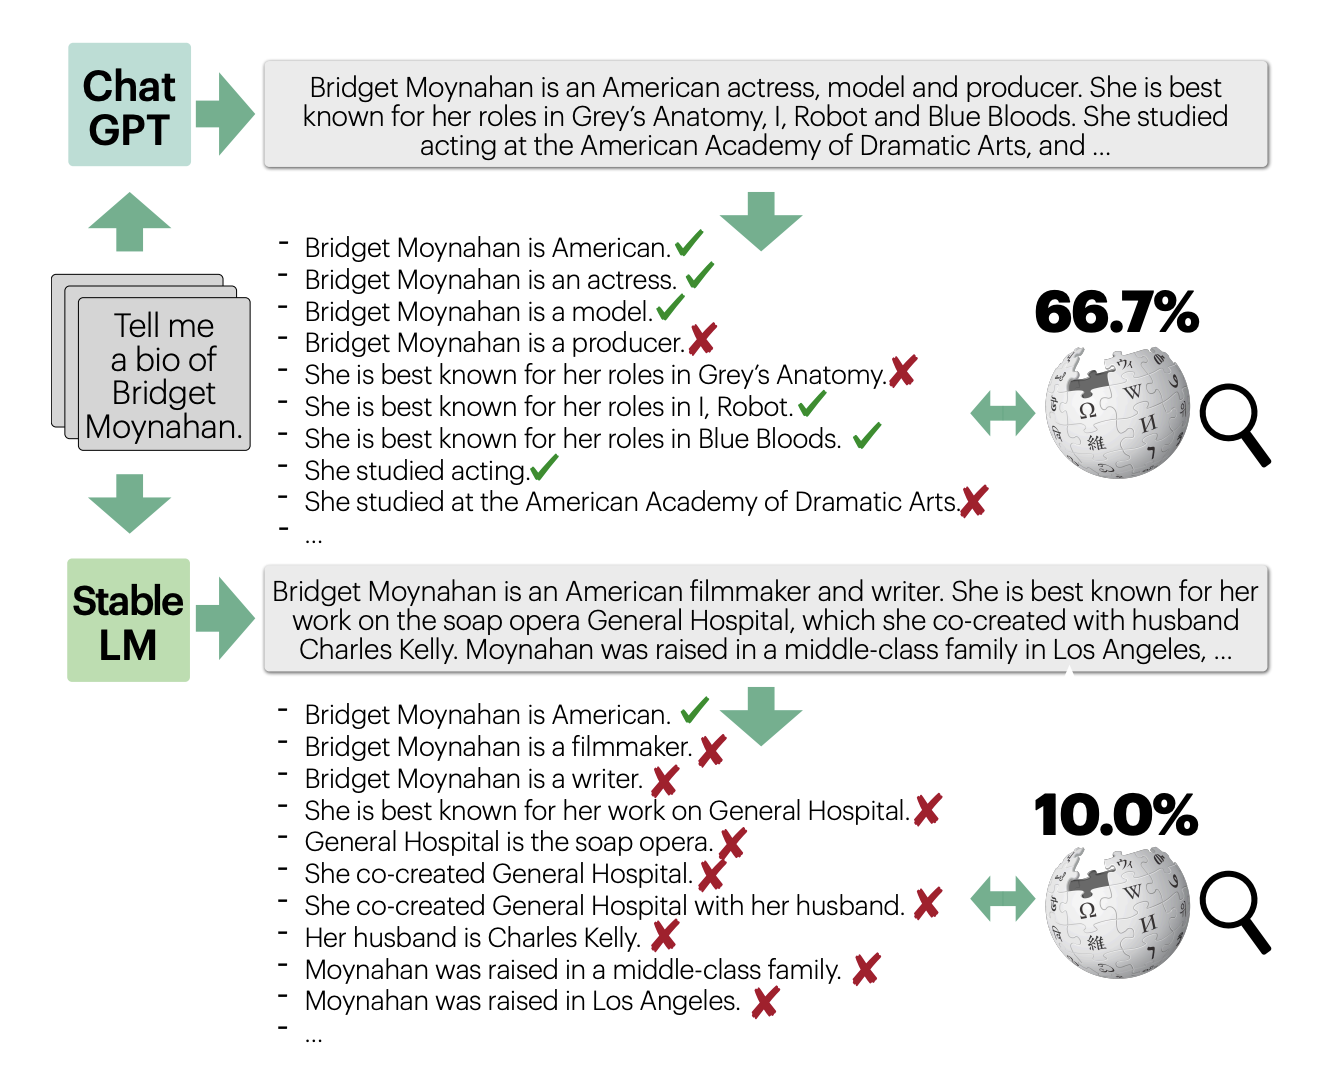 Chat
GPT
Bridget Moynahan is an American actress, model and producer. She is best
known for her roles in Grey’s Anatomy, I, Robot and Blue Bloods. She studied
acting at the American Academy of Dramatic Arts, and ...
- Bridget Moynahan is American.
- Bridget Moynahan is an actress.
- Bridget Moynahan is a model.
- Bridget Moynahan is a producer.
- She is best known for her roles in Grey’s Anatomy.
- She is best known for her roles in I, Robot.
- She is best known for her roles in Blue Bloods.
- She studied acting.
- She studied at the American Academy of Dramatic Arts.
- ...
66.7%
Ω W И 維
Tell me
a bio of
Bridget
Moynahan.
Stable
LM
Bridget Moynahan is an American filmmaker and writer. She is best known for her
work on the soap opera General Hospital, which she co-created with husband
Charles Kelly. Moynahan was raised in a middle-class family in Los Angeles, ...
- Bridget Moynahan is American.
- Bridget Moynahan is a filmmaker.
- Bridget Moynahan is a writer.
- She is best known for her work on General Hospital.
- General Hospital is the soap opera.
- She co-created General Hospital.
- She co-created General Hospital with her husband.
- Her husband is Charles Kelly.
- Moynahan was raised in a middle-class family.
- Moynahan was raised in Los Angeles.
- ...
10.0%
Ω W И 維